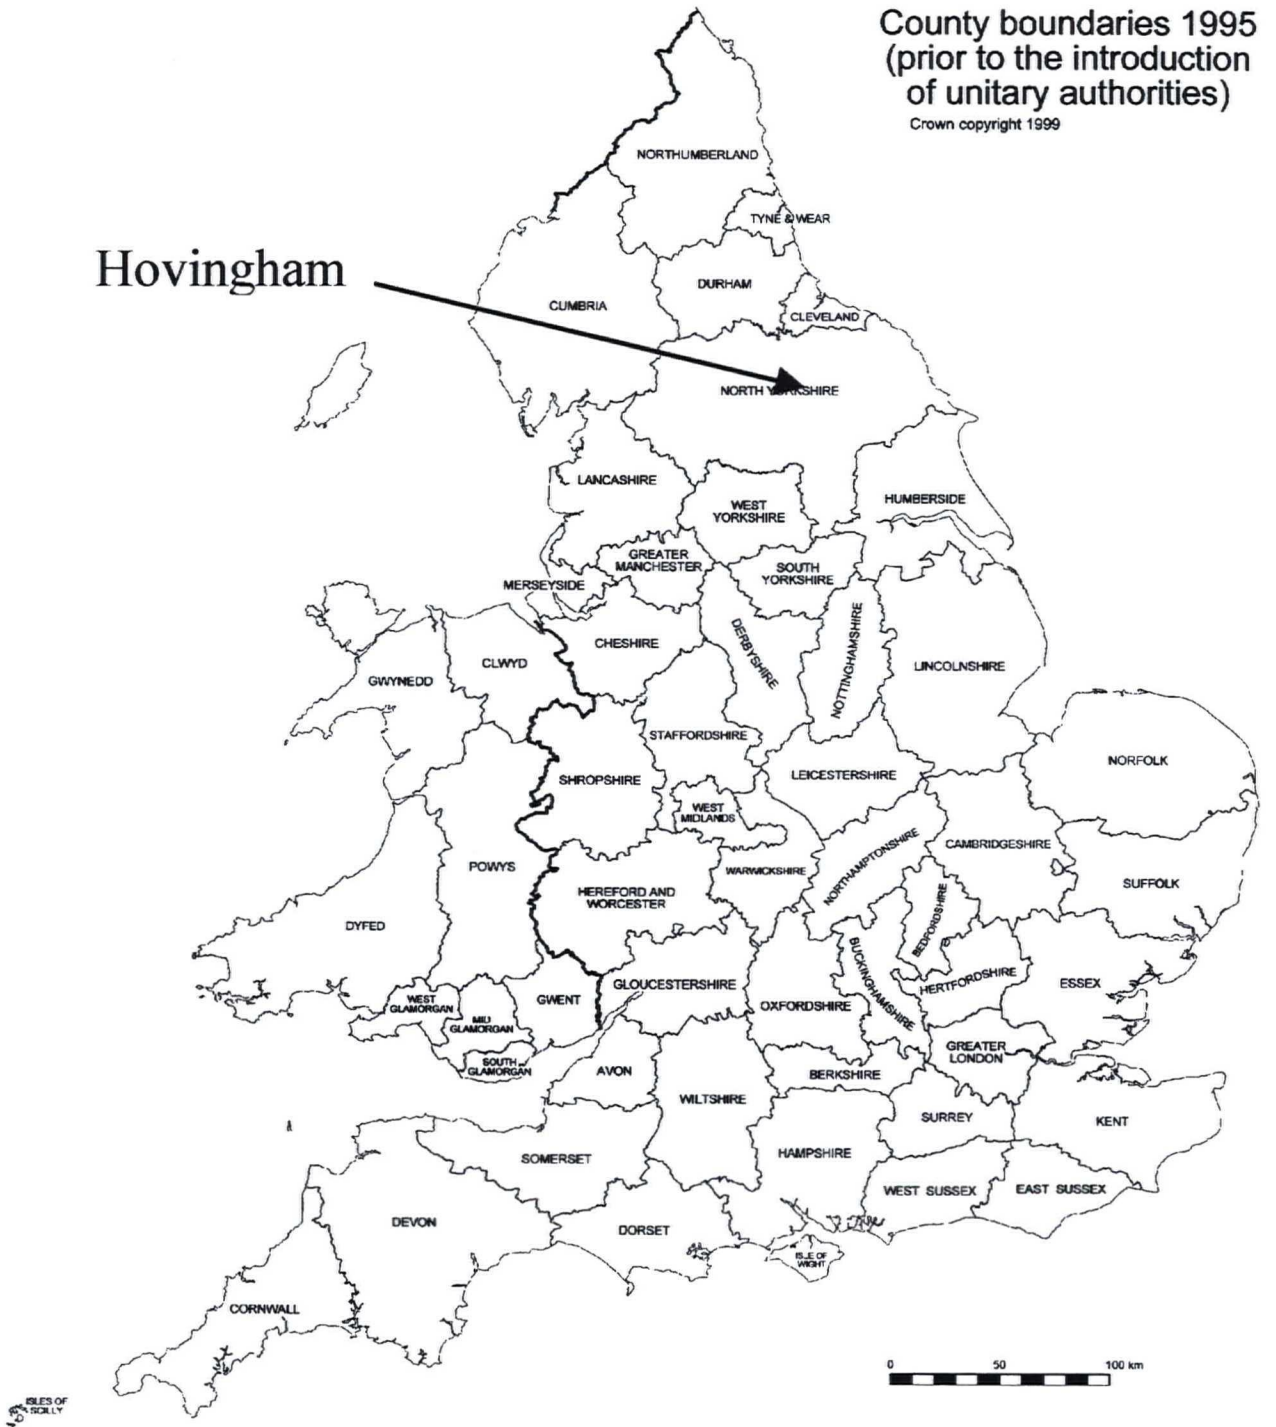 County boundaries 1995
(prior to the introduction
of unitary authorities)
Crown copyright 1999
NORTHUMBERLAND
TYNE & WEAR
Hovingham
DURHAM
CUMBRIA
CLEVELAND
NORTH YORKSHIRE
LANCASHIRE
HUMBERSIDE
WEST
YORKSHIRE
GREATER
MANCHESTER
SOUTH
YORKSHIRE
MERSEYSIDE
CHESHIRE
DERBYSHIRE
NOTTINGHAMSHIRE
LINCOLNSHIRE
CLWYD
GWYNEDD
STAFFORDSHIRE
NORFOLK
SHROPSHIRE
LEICESTERSHIRE
WEST
MIDLANDS
CAMBRIDGESHIRE
NORTHAMPTONSHIRE
POWYS
WARWICKSHIRE
SUFFOLK
HEREFORD AND
WORCESTER
BEDFORDSHIRE
DYFED
BUCKINGHAMSHIRE
HERTFORDSHIRE
ESSEX
GLOUCESTERSHIRE
OXFORDSHIRE
WEST
GLAMORGAN
GWENT
MID
GLAMORGAN
GREATER
LONDON
SOUTH
GLAMORGAN
AVON
BERKSHIRE
WILTSHIRE
SURREY
KENT
SOMERSET
HAMPSHIRE
WEST SUSSEX
EAST SUSSEX
DEVON
DORSET
ISLE OF
WIGHT
CORNWALL
0 50 100 km
ISLES OF
SCILLY